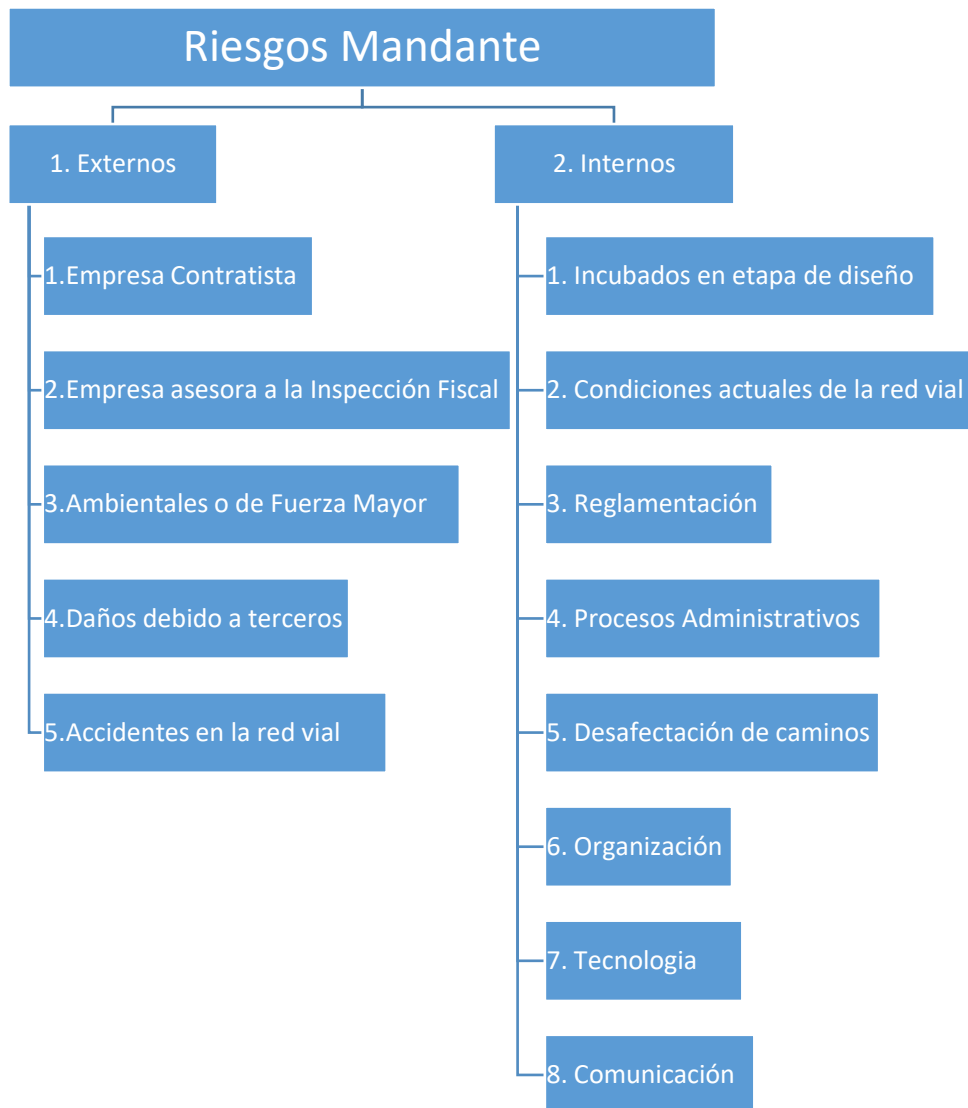 Riesgos Mandante
1. Externos
1.Empresa Contratista
2.Empresa asesora a la Inspección Fiscal
3.Ambientales o de Fuerza Mayor
4.Daños debido a terceros
5.Accidentes en la red vial
2. Internos
1. Incubados en etapa de diseño
2. Condiciones actuales de la red vial
3. Reglamentación
4. Procesos Administrativos
5. Desafectación de caminos
6. Organización
7. Tecnologia
8. Comunicación